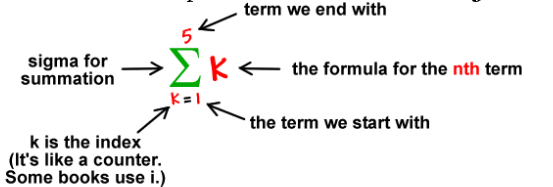 term we end with
5
sigma for
summation
Σ k
the formula for the nth term
k = 1
the term we start with
k is the index
(It's like a counter.
Some books use i.)